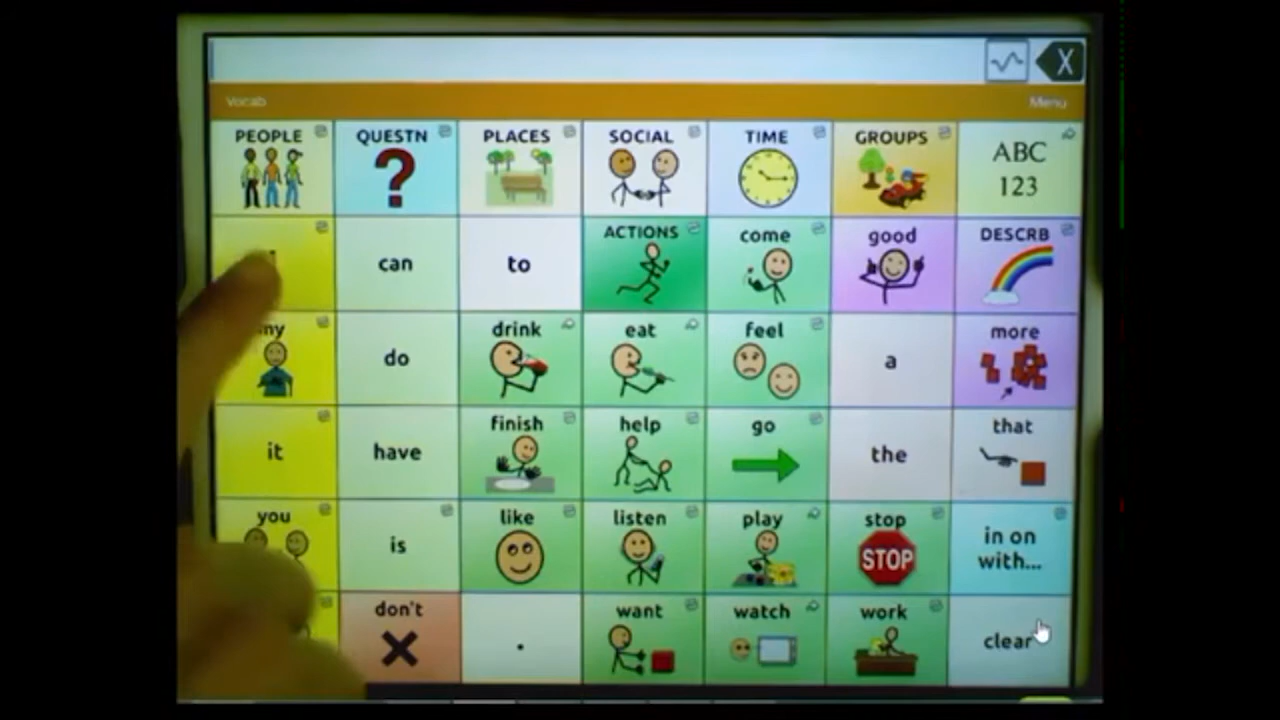 X
Vocab Menu
PEOPLE QUESTN PLACES SOCIAL TIME GROUPS ABC
123
can to ACTIONS come good DESCRB
my do drink eat feel a more
it have finish help go the that
you is like listen play stop in on
with...
STOP
don't . want watch work clear